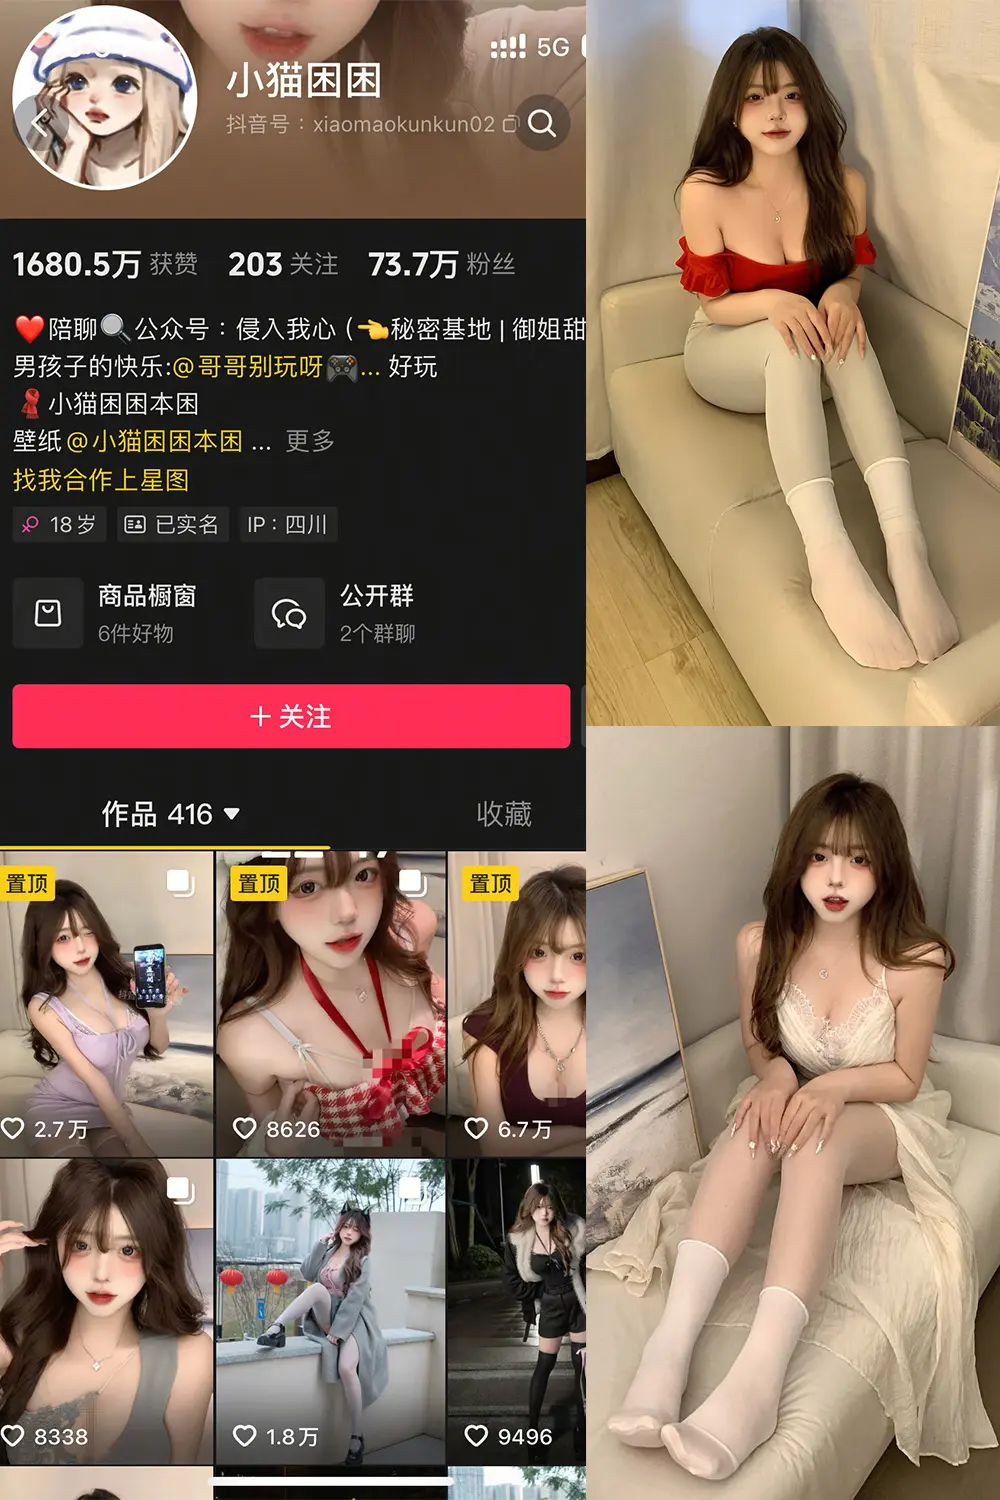 5G
小猫困困
抖音号：xiaomaokunkun02
1680.5万 获赞 203 关注 73.7万 粉丝
❤️陪聊🔍公众号：侵入我心 (👈秘密基地 | 御姐甜
男孩子的快乐:@哥哥别玩呀🎮... 好玩
🧣小猫困困本困
壁纸@小猫困困本困 ... 更多
找我合作上星图
♀ 18岁 已实名 IP：四川
商品橱窗 公开群
6件好物 2个群聊
＋关注
作品 416 ▼ 收藏
置顶 置顶 置顶
2.7万 8626 6.7万
8338 1.8万 9496